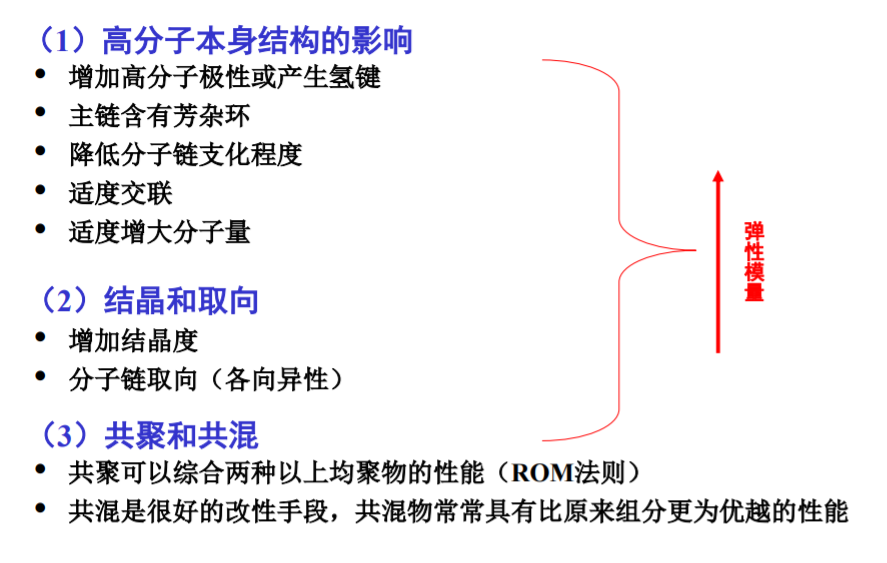 （1）高分子本身结构的影响
• 增加高分子极性或产生氢键
• 主链含有芳杂环
• 降低分子链支化程度
• 适度交联
• 适度增大分子量
（2）结晶和取向
• 增加结晶度
• 分子链取向（各向异性）
（3）共聚和共混
• 共聚可以综合两种以上均聚物的性能（ROM法则）
• 共混是很好的改性手段，共混物常常具有比原来组分更为优越的性能
弹性模量